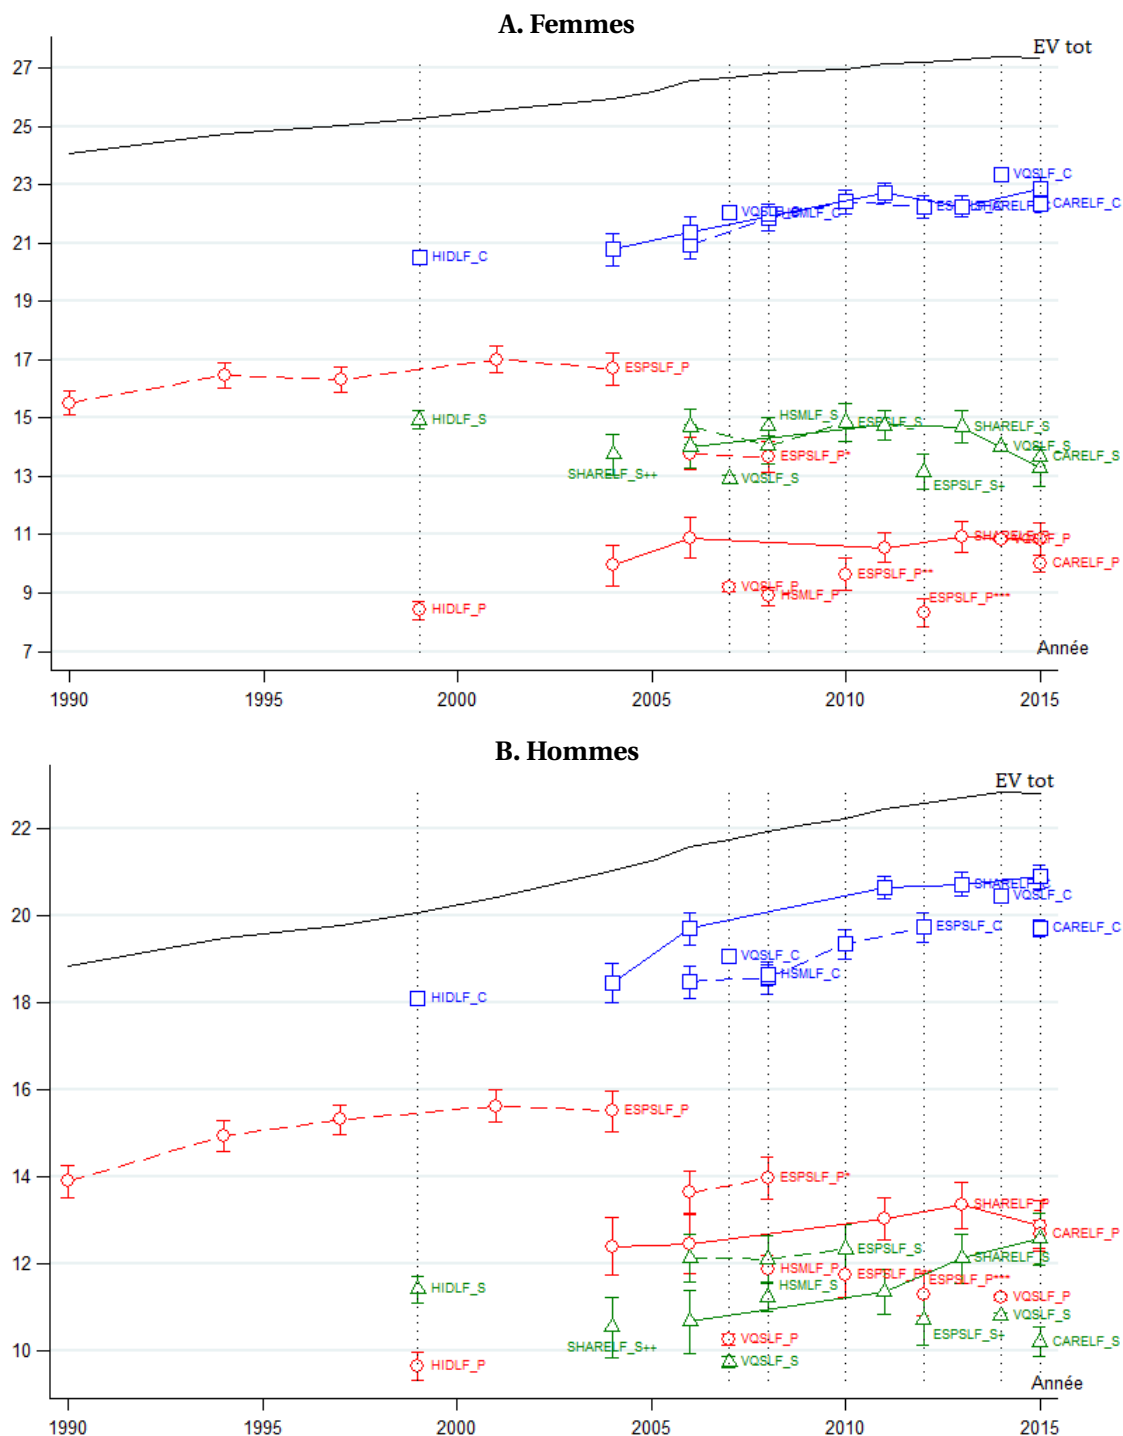 A. Femmes
EV tot
27
25
23
21
19
17
15
13
11
9
7
VQSLF_C
CARELF_C
HSMLF_C
HIDLF_C
ESPSLF_P
HIDLF_S
HSMLF_S
ESPSLF_S
SHARELF_S
VQSLF_S
CARELF_S
ESPSLF_P*
SHARELF_S++
VQSLF_S
ESPSLF_S+
CARELF_P
ESPSLF_P**
VQSLF_P
HSMLF_P
ESPSLF_P***
HIDLF_P
Année
1990 1995 2000 2005 2010 2015
B. Hommes
EV tot
22
20
18
16
14
12
10
SHARELF_C
VQSLF_C
ESPSLF_C
CARELF_C
VQSLF_C
HSMLF_C
HIDLF_C
ESPSLF_P
ESPSLF_P*
SHARELF_P
CARELF_P
ESPSLF_S
SHARELF_S
HSMLF_P
ESPSLF_P***
HSMLF_S
HIDLF_S
VQSLF_P
VQSLF_S
ESPSLF_S+
CARELF_S
SHARELF_S++
VQSLF_P
VQSLF_S
HIDLF_P
Année
1990 1995 2000 2005 2010 2015